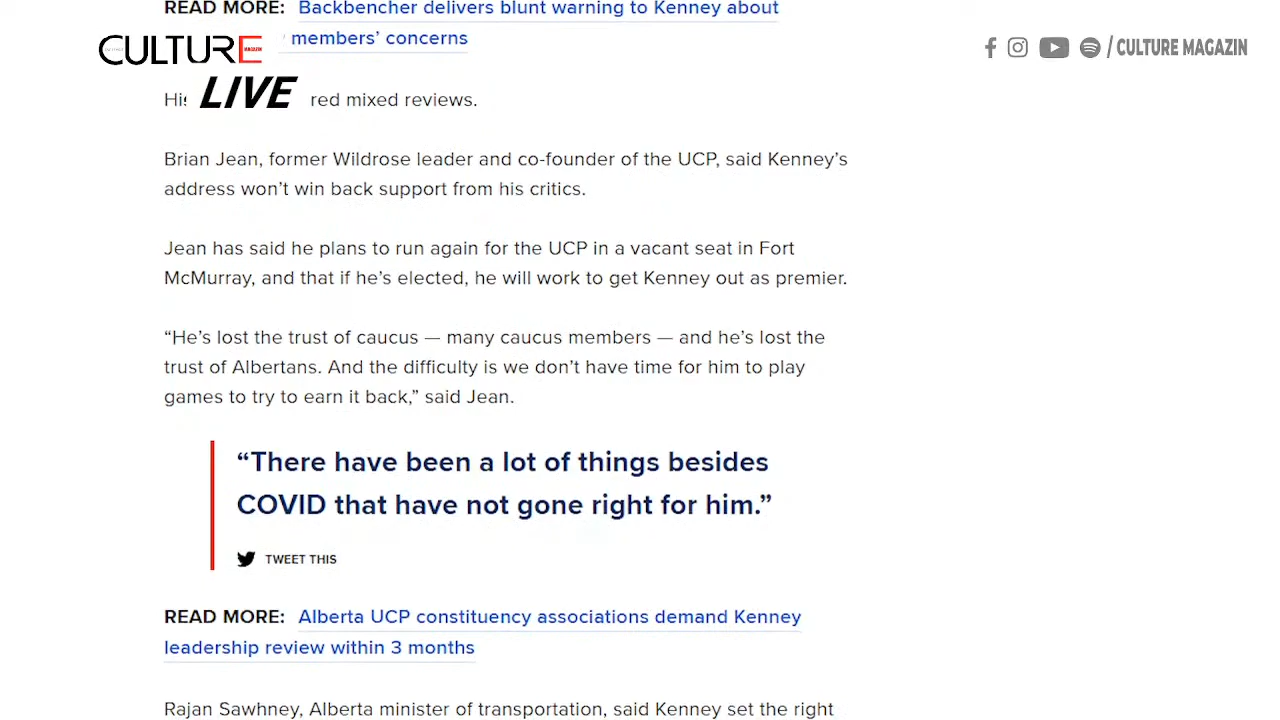 READ MORE: Backbencher delivers blunt warning to Kenney about
members’ concerns
CULTURE MAGAZIN
LIVE
/ CULTURE MAGAZIN
red mixed reviews.
Brian Jean, former Wildrose leader and co-founder of the UCP, said Kenney’s
address won’t win back support from his critics.
Jean has said he plans to run again for the UCP in a vacant seat in Fort
McMurray, and that if he’s elected, he will work to get Kenney out as premier.
“He’s lost the trust of caucus — many caucus members — and he’s lost the
trust of Albertans. And the difficulty is we don’t have time for him to play
games to try to earn it back,” said Jean.
“There have been a lot of things besides
COVID that have not gone right for him.”
TWEET THIS
READ MORE: Alberta UCP constituency associations demand Kenney
leadership review within 3 months
Rajan Sawhney, Alberta minister of transportation, said Kenney set the right